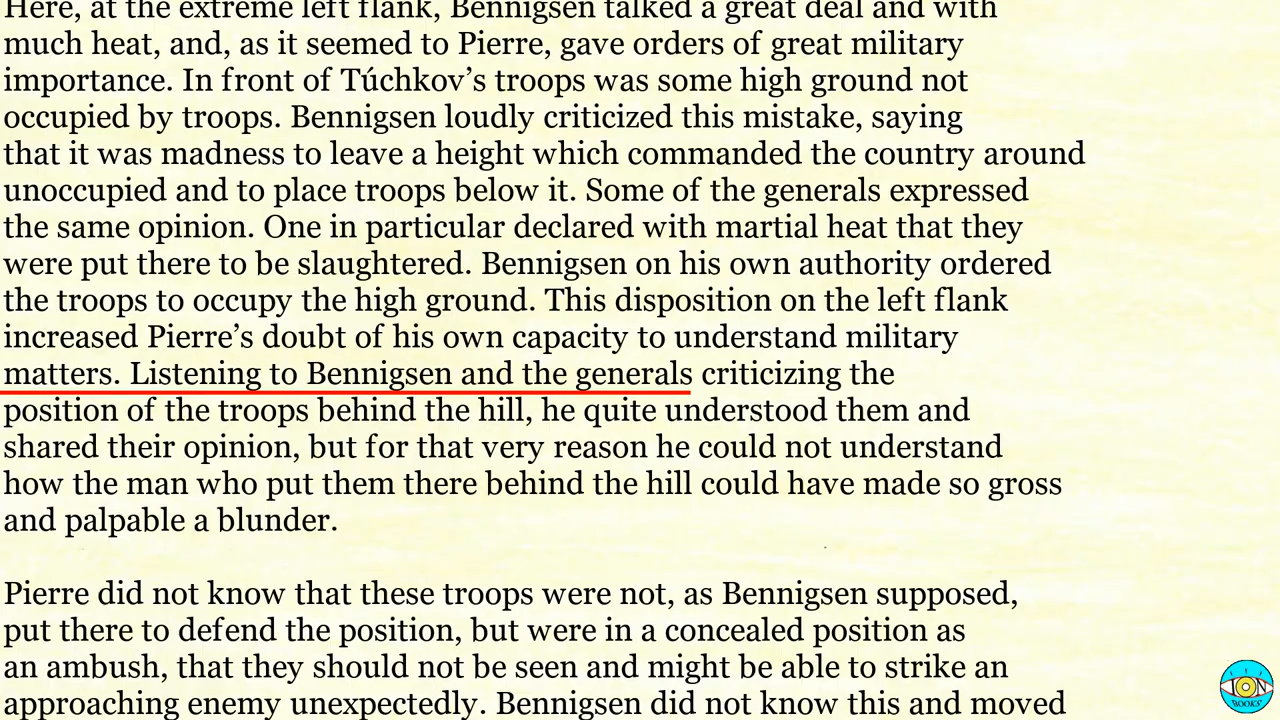 Here, at the extreme left flank, Bennigsen talked a great deal and with
much heat, and, as it seemed to Pierre, gave orders of great military
importance. In front of Túchkov’s troops was some high ground not
occupied by troops. Bennigsen loudly criticized this mistake, saying
that it was madness to leave a height which commanded the country around
unoccupied and to place troops below it. Some of the generals expressed
the same opinion. One in particular declared with martial heat that they
were put there to be slaughtered. Bennigsen on his own authority ordered
the troops to occupy the high ground. This disposition on the left flank
increased Pierre’s doubt of his own capacity to understand military
matters. Listening to Bennigsen and the generals criticizing the
position of the troops behind the hill, he quite understood them and
shared their opinion, but for that very reason he could not understand
how the man who put them there behind the hill could have made so gross
and palpable a blunder.
Pierre did not know that these troops were not, as Bennigsen supposed,
put there to defend the position, but were in a concealed position as
an ambush, that they should not be seen and might be able to strike an
approaching enemy unexpectedly. Bennigsen did not know this and moved
BOOKS